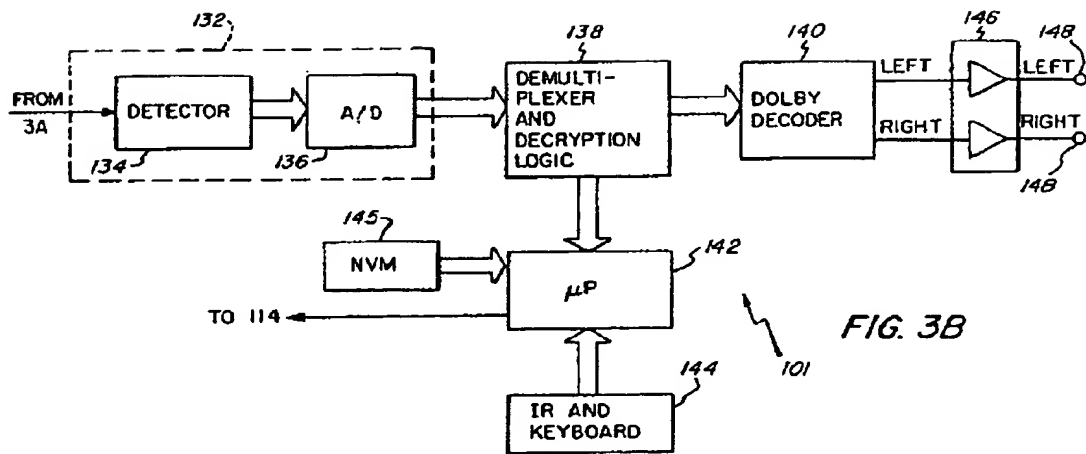 132
138
140
146
148
FROM
3A
DETECTOR
134
A/D
136
DEMULTI-
PLEXER
AND
DECRYPTION
LOGIC
DOLBY
DECODER
LEFT
RIGHT
LEFT
RIGHT
148
145
NVM
142
μP
TO 114
101
FIG. 3B
144
IR AND
KEYBOARD